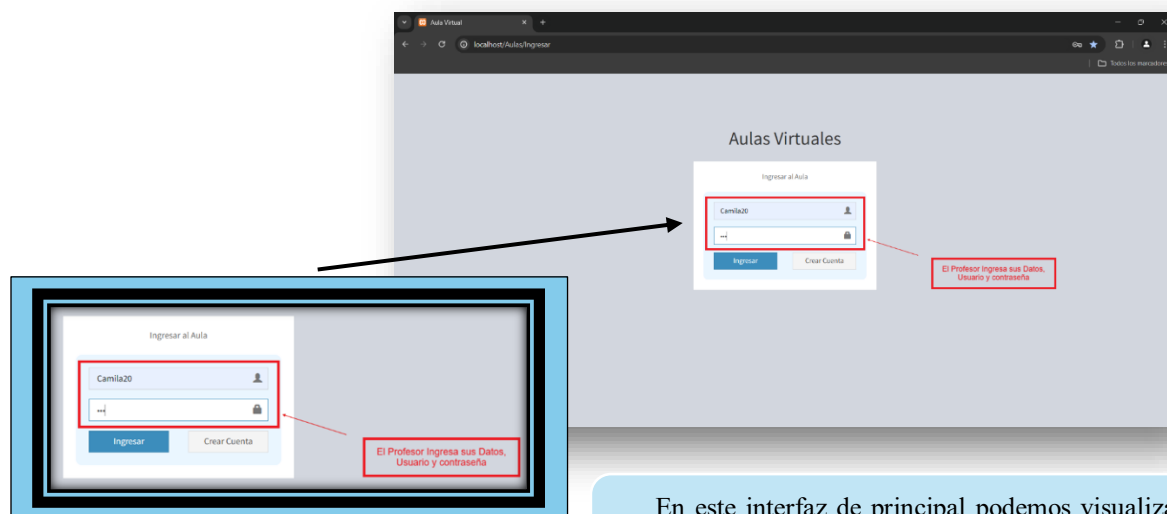 Aula Virtual
localhost/Aulas/Ingresar
Todos los marcadores
Aulas Virtuales
Ingresar al Aula
Camila20
Ingresar Crear Cuenta
El Profesor Ingresa sus Datos,
Usuario y contraseña
Ingresar al Aula
Camila20
Ingresar Crear Cuenta
El Profesor Ingresa sus Datos,
Usuario y contraseña
En este interfaz de principal podemos visualiza